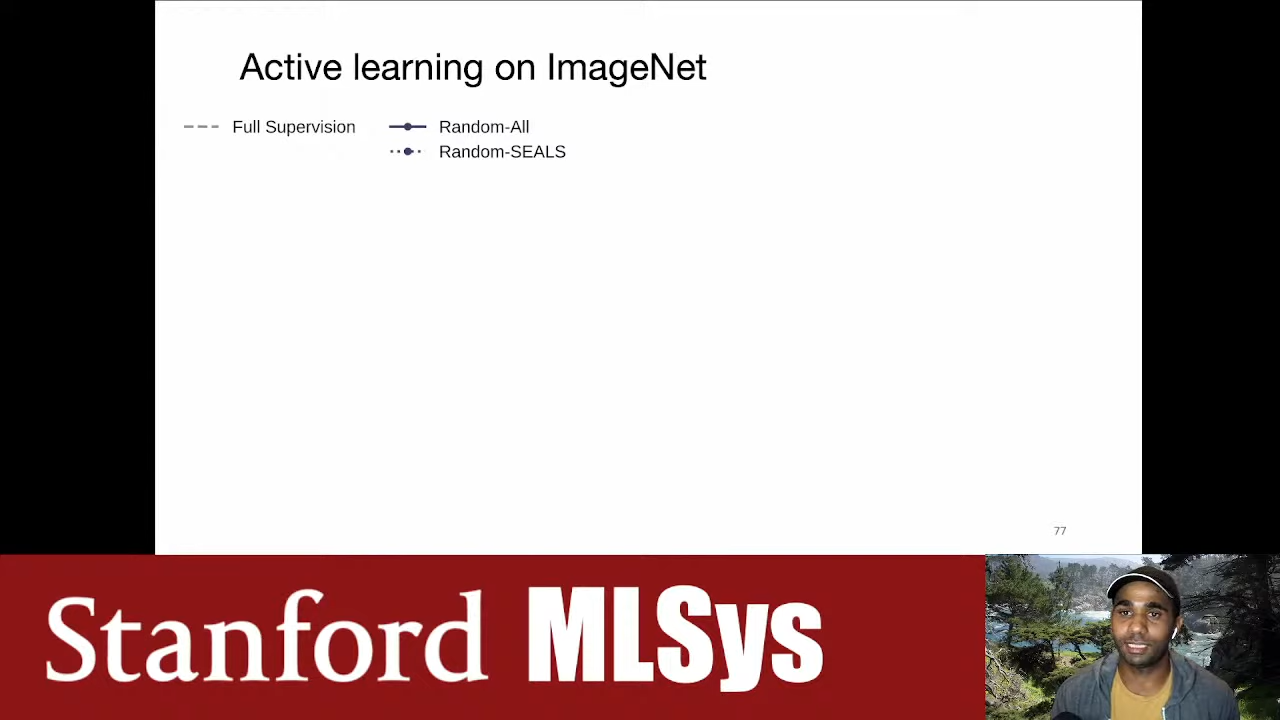 Active learning on ImageNet
Full Supervision
Random-All
Random-SEALS
77
Stanford MLSys